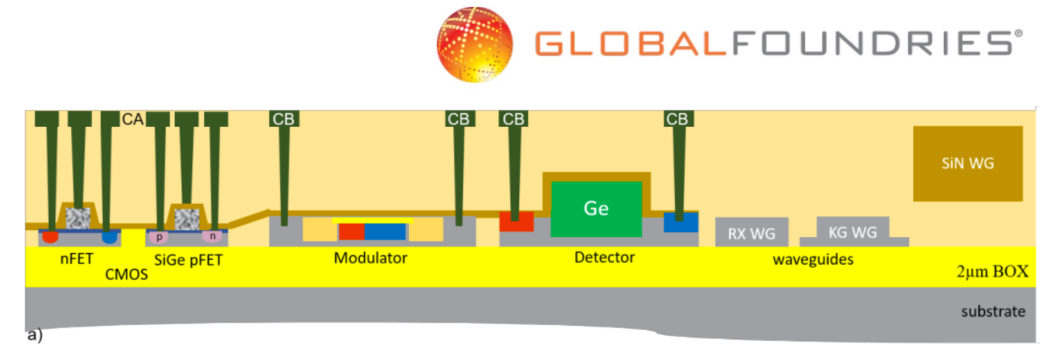 GLOBALFOUNDRIES®
CA
CB
CB
CB
CB
SiN WG
Ge
p
n
RX WG
KG WG
nFET
SiGe pFET
Modulator
Detector
waveguides
CMOS
2µm BOX
substrate
a)